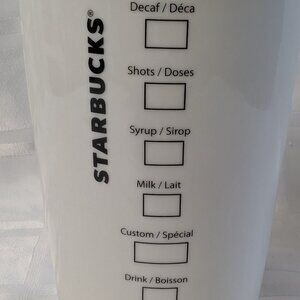 STARBUCKS®
Decaf / Déca
Shots / Doses
Syrup / Sirop
Milk / Lait
Custom / Spécial
Drink / Boisson